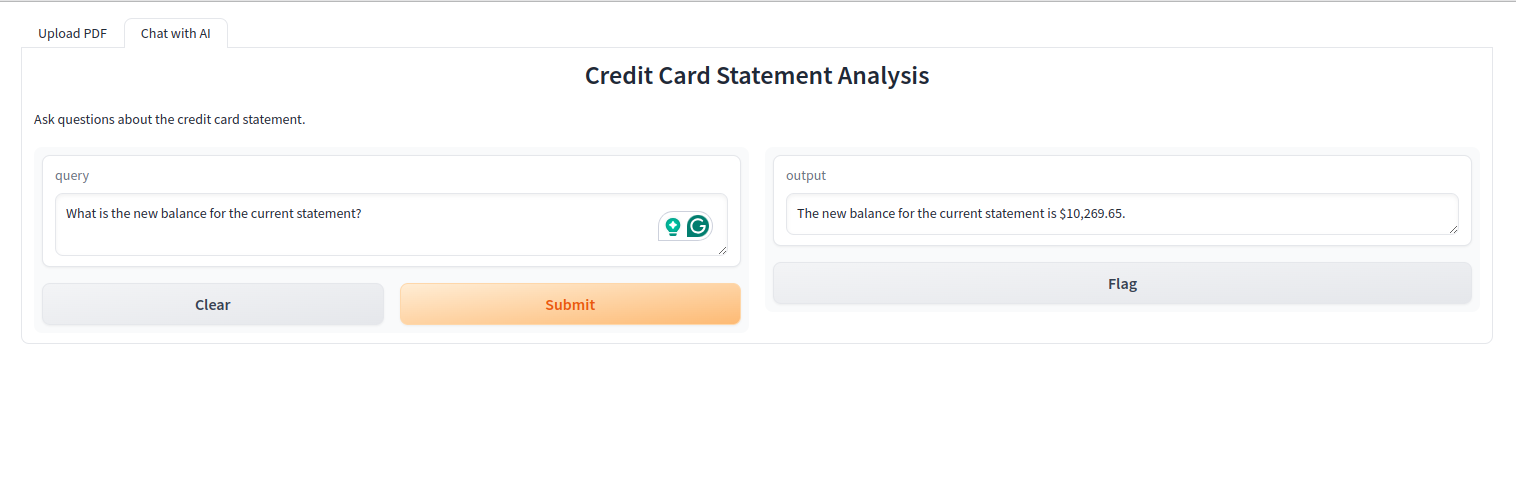 Upload PDF
Chat with AI
Credit Card Statement Analysis
Ask questions about the credit card statement.
query
What is the new balance for the current statement?
Clear
Submit
output
The new balance for the current statement is $10,269.65.
Flag